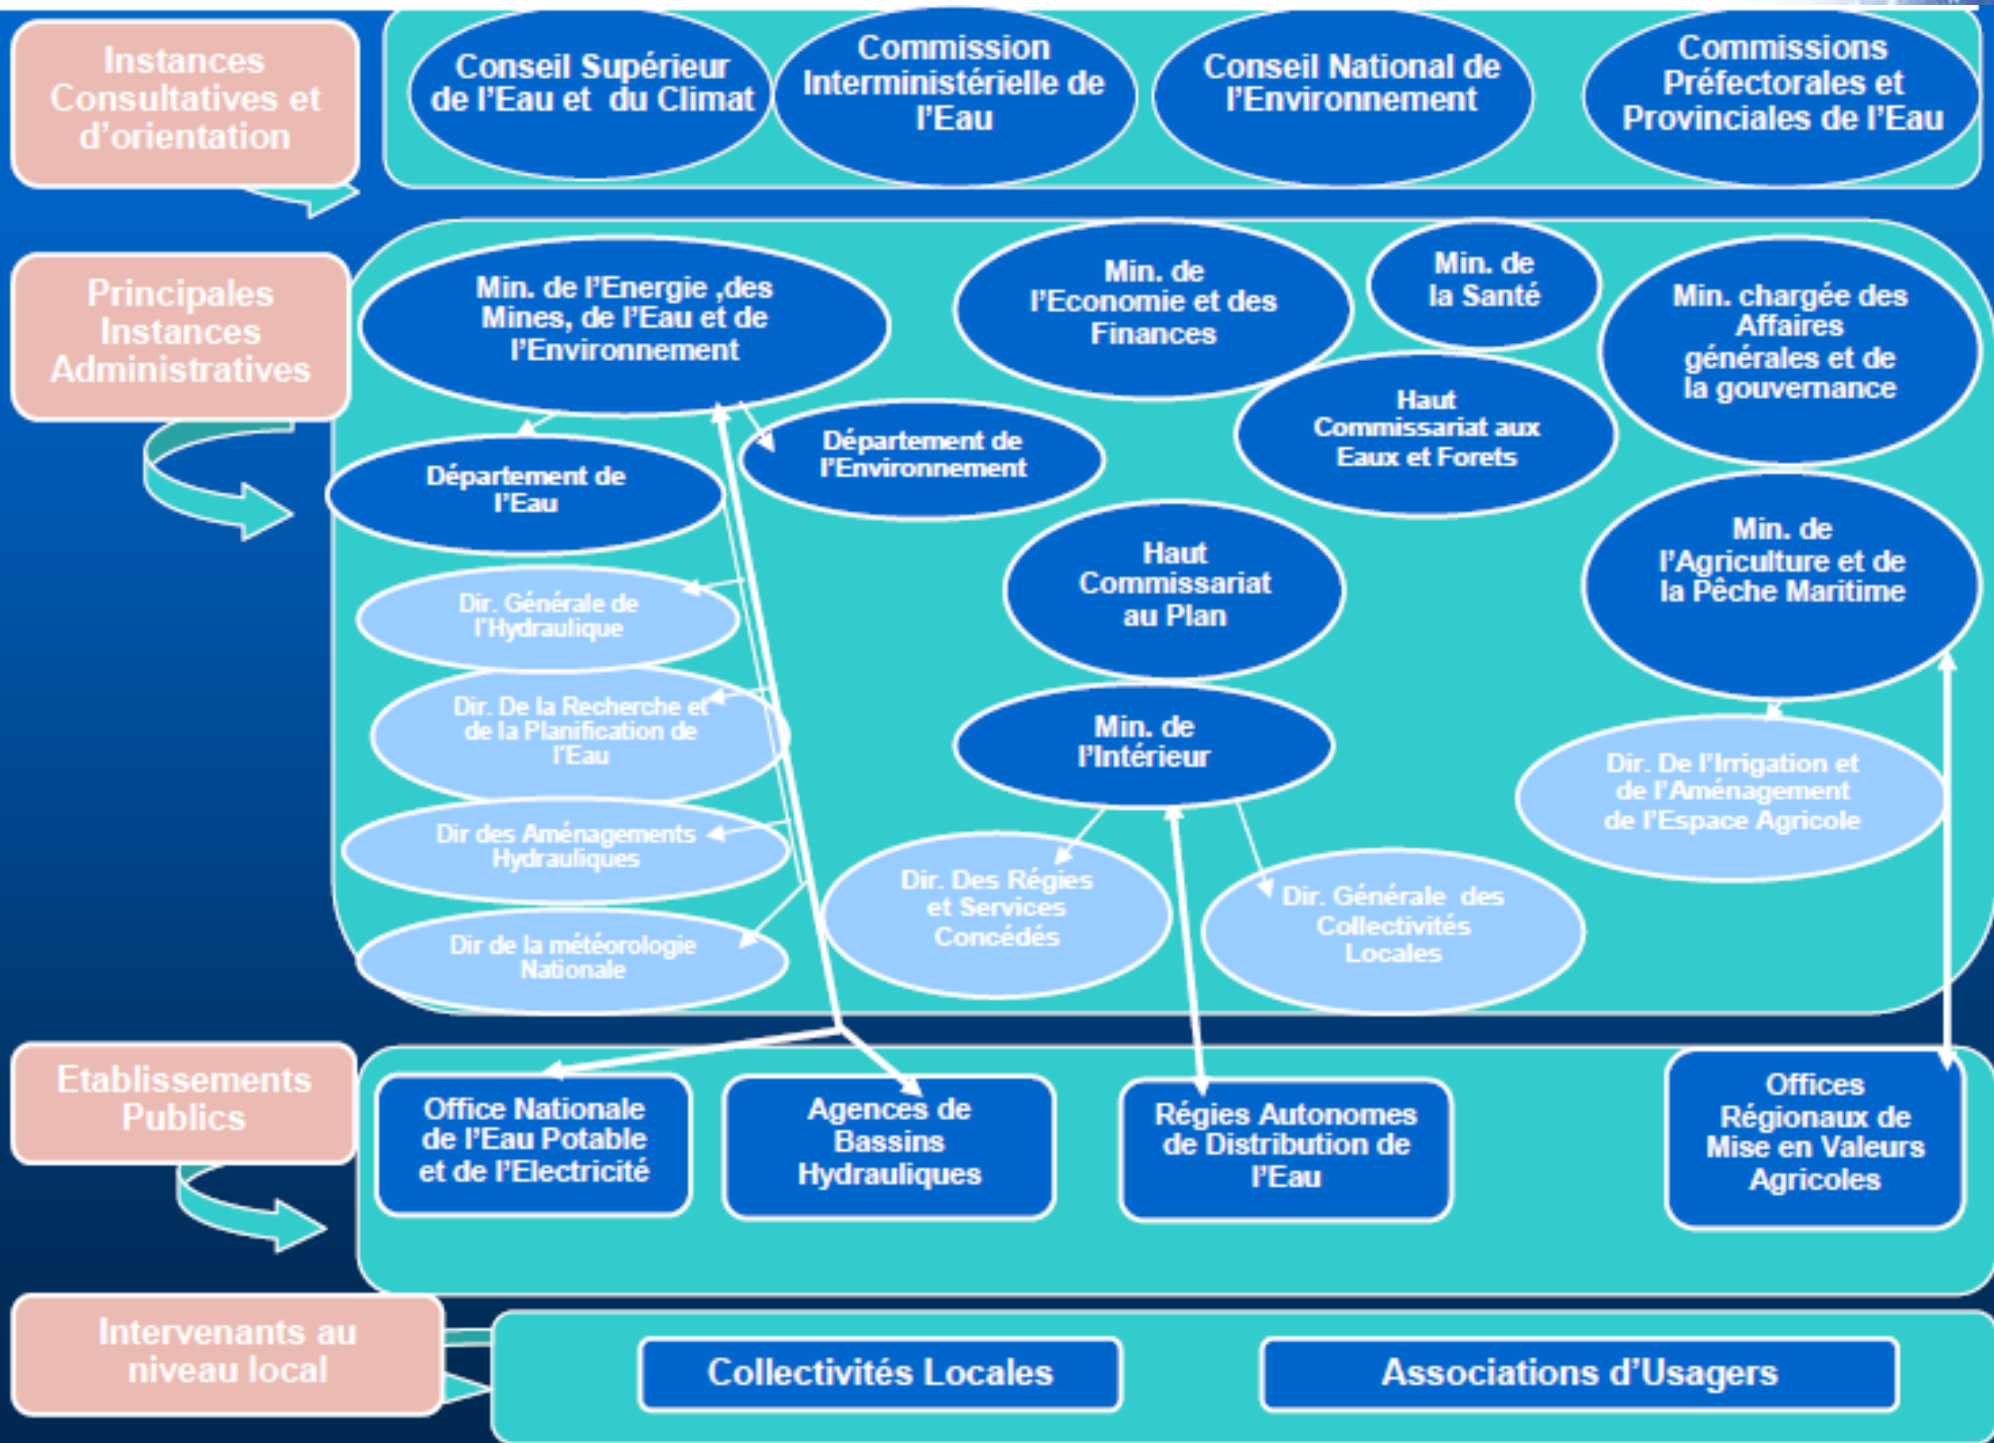 Instances
Consultatives et
d'orientation
Conseil Supérieur
de l'Eau et du Climat
Commission
Interministérielle de
l'Eau
Conseil National de
l'Environnement
Commissions
Préfectorales et
Provinciales de l'Eau
Principales
Instances
Administratives
Min. de l'Energie ,des
Mines, de l'Eau et de
l'Environnement
Min. de
l'Economie et des
Finances
Min. de
la Santé
Min. chargée des
Affaires
générales et de
la gouvernance
Haut
Commissariat aux
Eaux et Forets
Département de
l'Eau
Département de
l'Environnement
Haut
Commissariat
au Plan
Min. de
l'Agriculture et de
la Pêche Maritime
Dir. Générale de
l'Hydraulique
Dir. De la Recherche et
de la Planification de
l'Eau
Min. de
l'Intérieur
Dir. De l'Irrigation et
de l'Aménagement
de l'Espace Agricole
Dir des Aménagements
Hydrauliques
Dir. Des Régies
et Services
Concédés
Dir. Générale des
Collectivités
Locales
Dir de la météorologie
Nationale
Etablissements
Publics
Office Nationale
de l'Eau Potable
et de l'Electricité
Agences de
Bassins
Hydrauliques
Régies Autonomes
de Distribution de
l'Eau
Offices
Régionaux de
Mise en Valeurs
Agricoles
Intervenants au
niveau local
Collectivités Locales
Associations d'Usagers